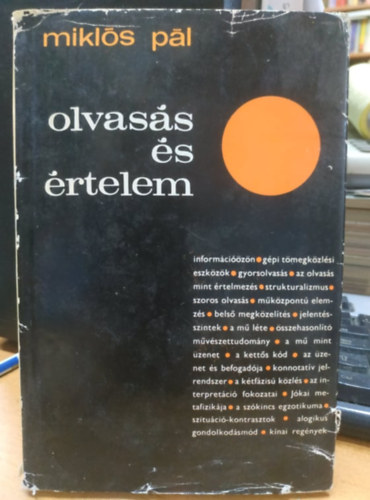 miklós pál
olvasás
és
értelem
információözön ● gépi tömegközlési
eszközök ● gyorsolvasás ● az olvasás
mint értelmezés ● strukturalizmus ●
szoros olvasás ● műközpontú elem-
zés ● belső megközelítés ● jelentés-
szintek ● a mű léte ● összehasonlító
művészettudomány ● a mű mint
üzenet ● a kettős kód ● az üze-
net és befogadója ● konnotatív jel-
rendszer ● a kétfázisú közlés ● az in-
terpretáció fokozatai ● Jókai me-
tafizikája ● a szókincs egzotikuma ●
szituáció-kontrasztok ● alogikus
gondolkodásmód ● kínai regények